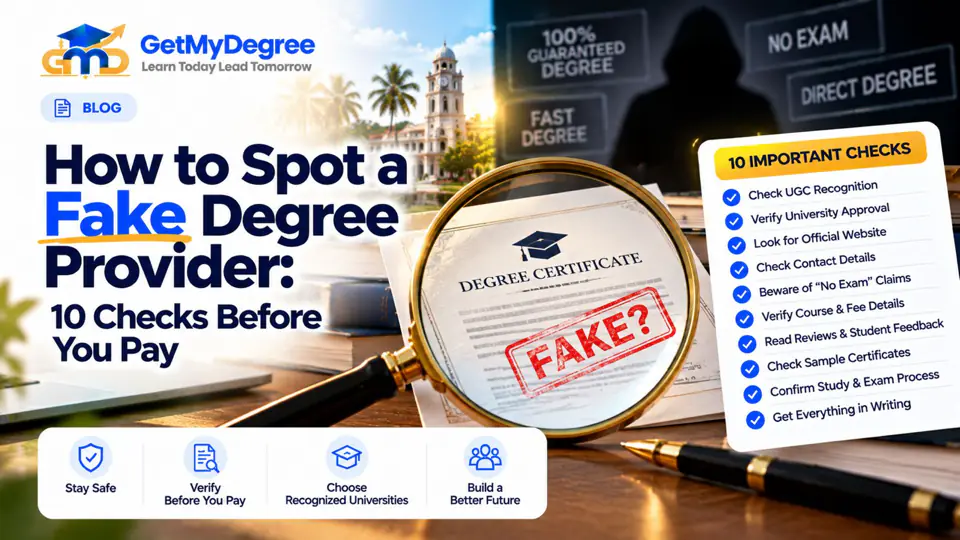 GMD
GetMyDegree
Learn Today Lead Tomorrow
BLOG
How to Spot a
Fake Degree
Provider:
10 Checks Before
You Pay
100%
GUARANTEED
DEGREE
NO EXAM
FAST
DEGREE
DIRECT DEGREE
DEGREE CERTIFICATE
FAKE?
10 IMPORTANT CHECKS
Check UGC Recognition
Verify University Approval
Look for Official Website
Check Contact Details
Beware of “No Exam” Claims
Verify Course & Fee Details
Read Reviews & Student Feedback
Check Sample Certificates
Confirm Study & Exam Process
Get Everything in Writing
Stay Safe
Verify
Before You Pay
Choose
Recognized Universities
Build a
Better Future